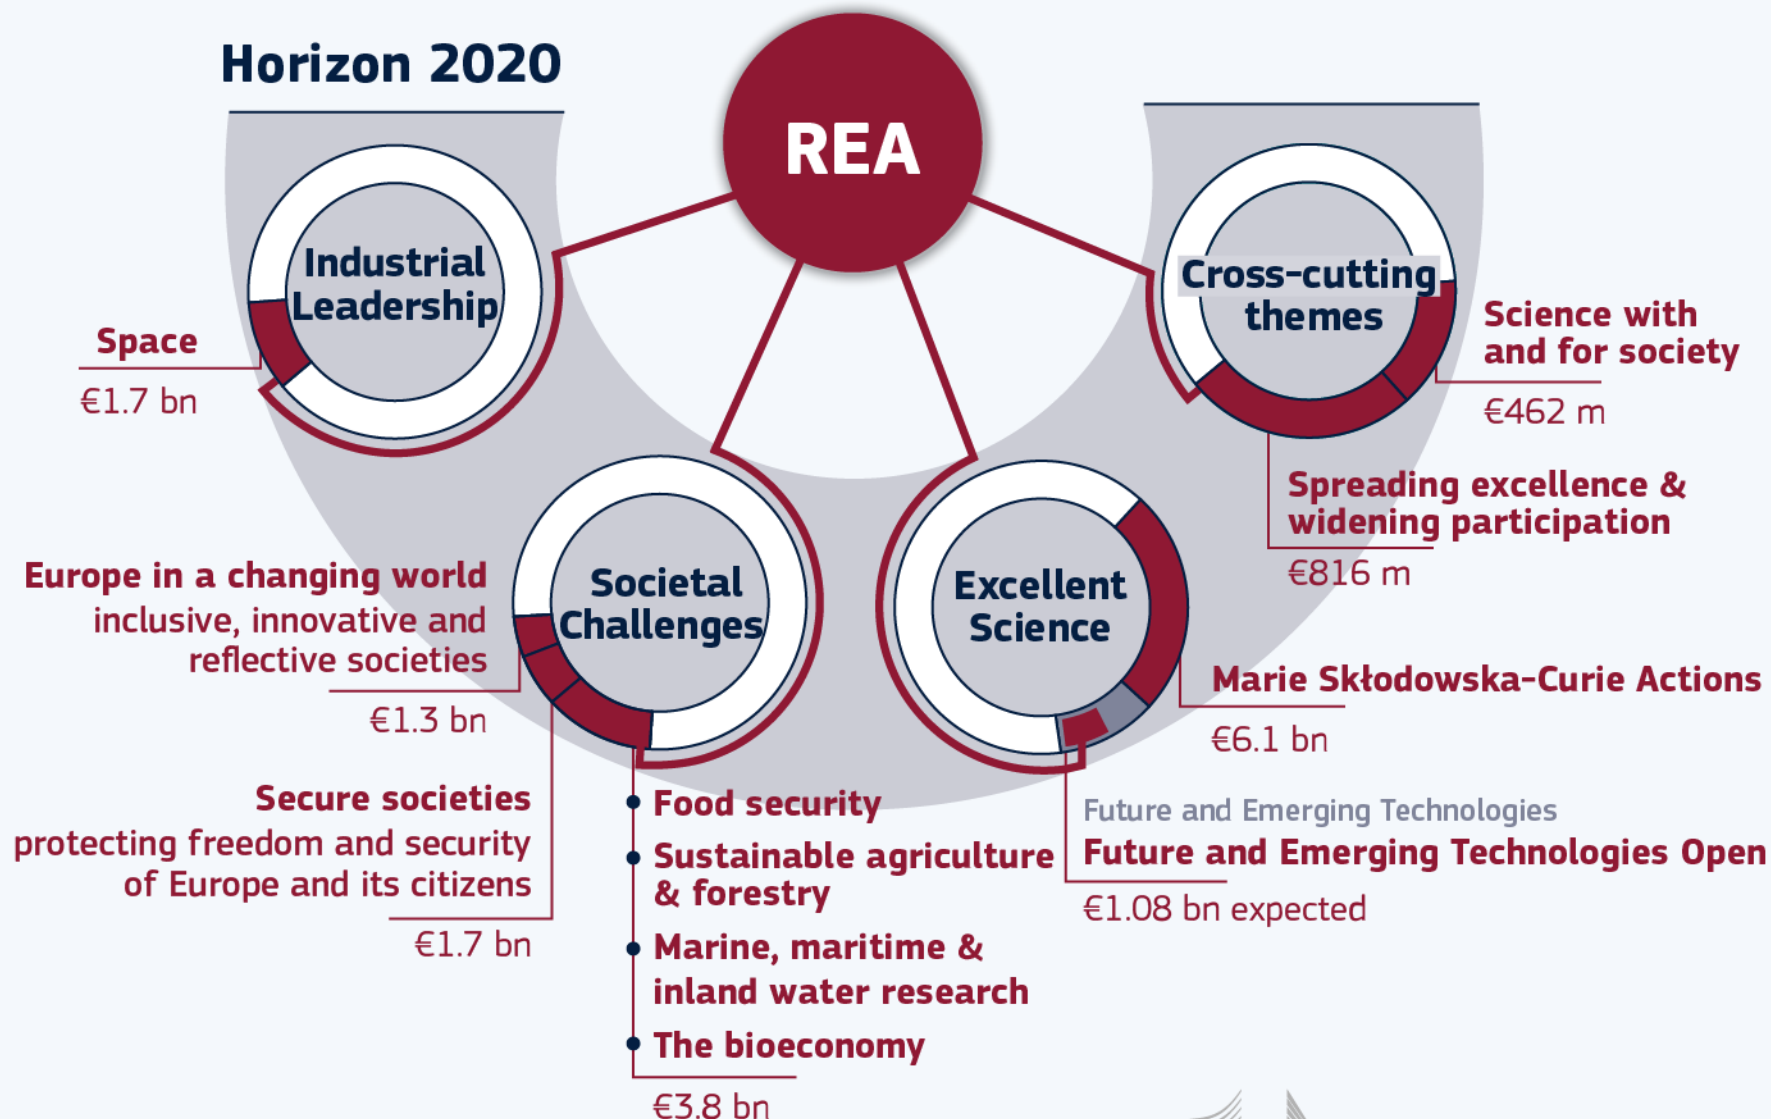 Horizon 2020
REA
Industrial
Leadership
Space
€1.7 bn
Cross-cutting
themes
Science with
and for society
€462 m
Spreading excellence &
widening participation
€816 m
Societal
Challenges
Europe in a changing world
inclusive, innovative and
reflective societies
€1.3 bn
Secure societies
protecting freedom and security
of Europe and its citizens
€1.7 bn
Food security
Sustainable agriculture
& forestry
Marine, maritime &
inland water research
The bioeconomy
€3.8 bn
Excellent
Science
Marie Skłodowska-Curie Actions
€6.1 bn
Future and Emerging Technologies
Future and Emerging Technologies Open
€1.08 bn expected